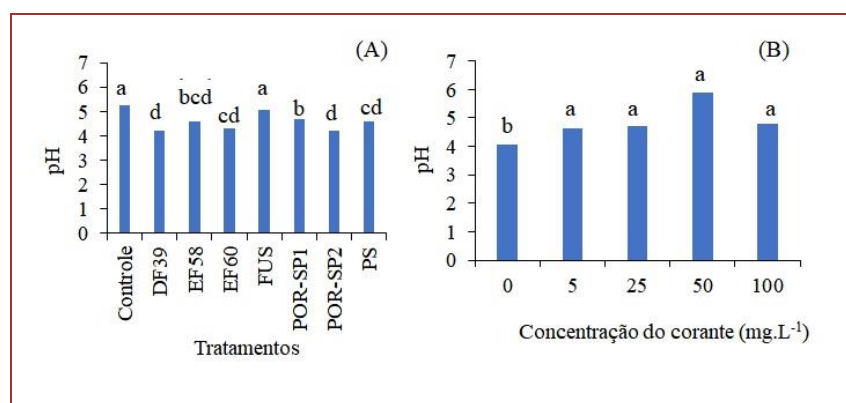 (A)
pH
7
6
5
4
3
2
1
0
a
d
bcd
cd
a
b
d
cd
Controle
DF39
EF58
EF60
FUS
POR-SP1
POR-SP2
PS
Tratamentos
(B)
pH
7
6
5
4
3
2
1
0
b
a
a
a
a
0 5 25 50 100
Concentração do corante (mg.L⁻¹)